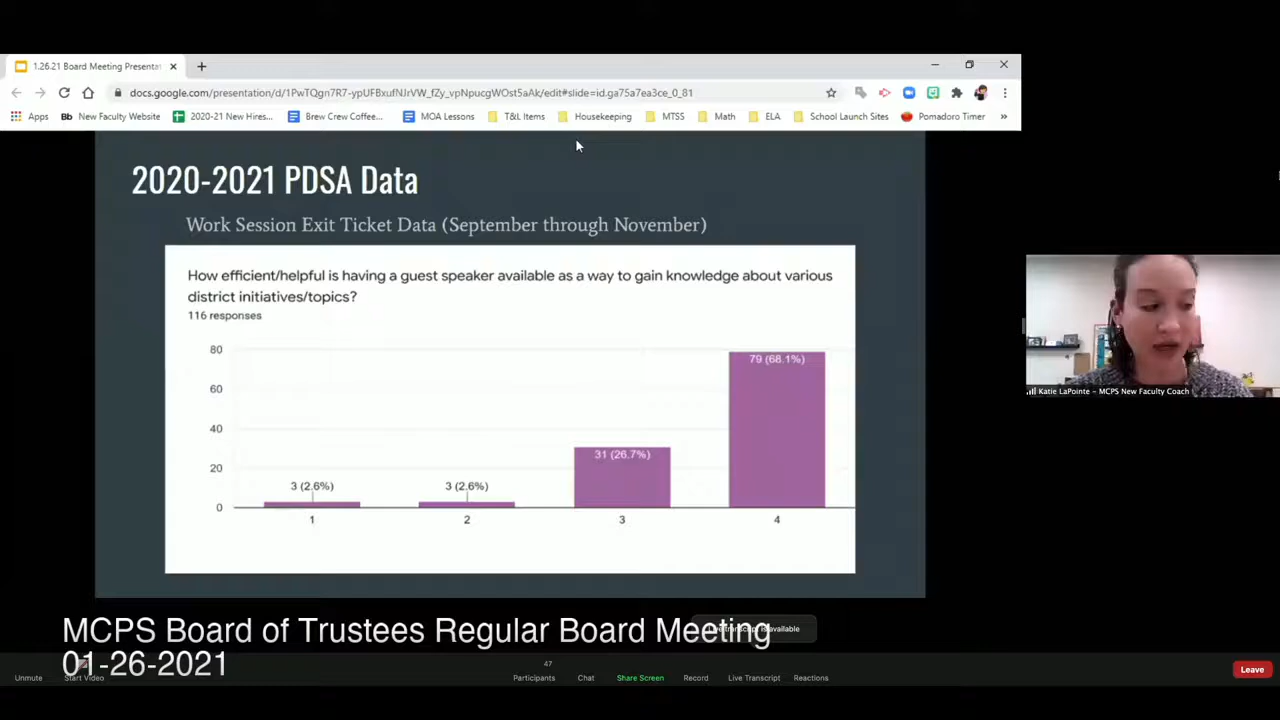 1.26.21 Board Meeting Presentat
docs.google.com/presentation/d/1PwTQgn7R7-ypUFBxufNJrVW_fZy_vpNpucgWOst5aAk/edit#slide=id.ga75a7ea3ce_0_81
Apps
Bb New Faculty Website
2020-21 New Hires...
Brew Crew Coffee...
MOA Lessons
T&L Items
Housekeeping
MTSS
Math
ELA
School Launch Sites
Pomadoro Timer
»
2020-2021 PDSA Data
Work Session Exit Ticket Data (September through November)
How efficient/helpful is having a guest speaker available as a way to gain knowledge about various
district initiatives/topics?
116 responses
80
60
40
20
0
3 (2.6%)
3 (2.6%)
31 (26.7%)
79 (68.1%)
1
2
3
4
Katie LaPointe – MCPS New Faculty Coach
MCPS Board of Trustees Regular Board Meeting
01-26-2021
transcript is available
Unmute
Start Video
47
Participants
Chat
Share Screen
Record
Live Transcript
Reactions
Leave